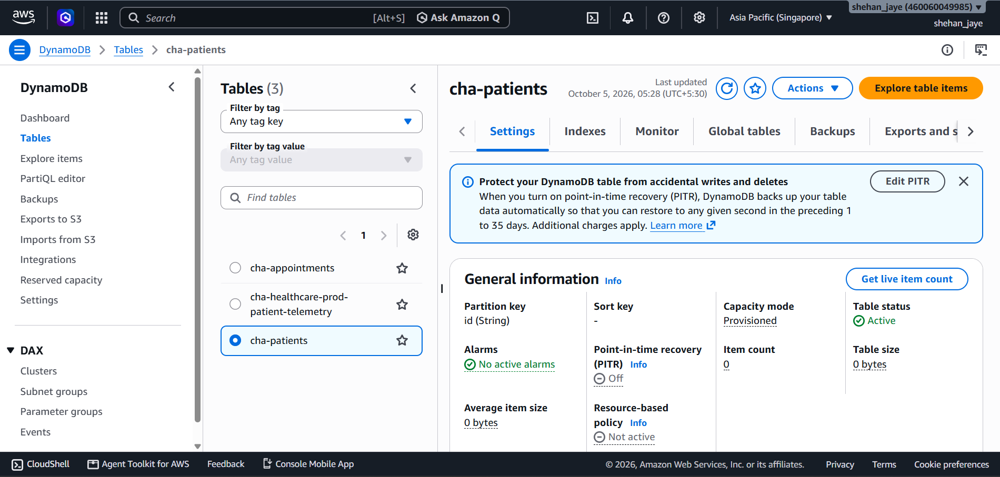 aws
Search [Alt+S] Ask Amazon Q
Asia Pacific (Singapore)
shehan_jaye (460060049985)
shehan_jaye
DynamoDB
Tables
cha-patients
DynamoDB
Dashboard
Tables
Explore items
PartiQL editor
Backups
Exports to S3
Imports from S3
Integrations
Reserved capacity
Settings
DAX
Clusters
Subnet groups
Parameter groups
Events
Tables (3)
Filter by tag
Any tag key
Filter by tag value
Any tag value
Find tables
1
cha-appointments
cha-healthcare-prod-
patient-telemetry
cha-patients
cha-patients
Last updated
October 5, 2026, 05:28 (UTC+5:30)
Actions
Explore table items
Settings
Indexes
Monitor
Global tables
Backups
Exports and s
Protect your DynamoDB table from accidental writes and deletes
When you turn on point-in-time recovery (PITR), DynamoDB backs up your table
data automatically so that you can restore to any given second in the preceding 1
to 35 days. Additional charges apply. Learn more
Edit PITR
General information Info
Get live item count
Partition key
id (String)
Sort key
-
Capacity mode
Provisioned
Table status
Active
Alarms
No active alarms
Point-in-time recovery
(PITR) Info
Off
Item count
0
Table size
0 bytes
Average item size
0 bytes
Resource-based
policy Info
Not active
CloudShell
Agent Toolkit for AWS
Feedback
Console Mobile App
© 2026, Amazon Web Services, Inc. or its affiliates.
Privacy
Terms
Cookie preferences